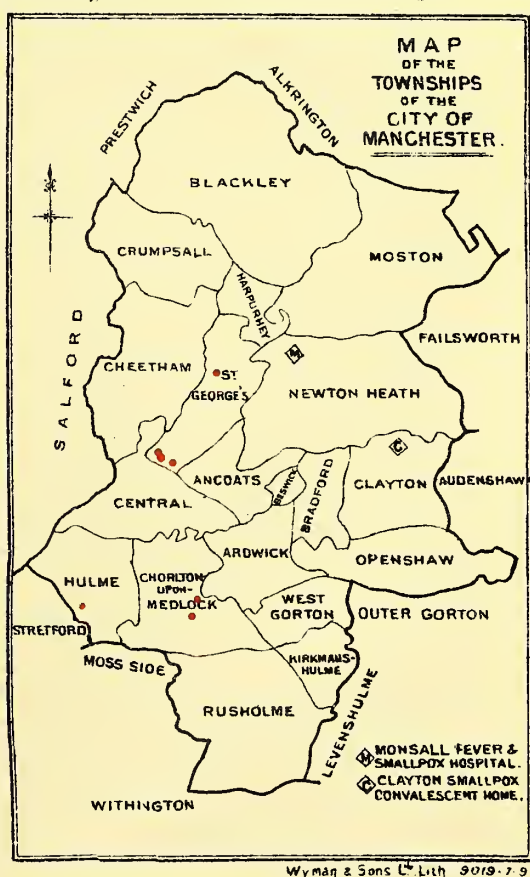 MAP
OF THE
TOWNSHIPS
OF THE
CITY OF
MANCHESTER.
PRESTWICH
ALKRINGTON
BLACKLEY
CRUMPSALL
MOSTON
HARPURHEY
SALFORD
FAILSWORTH
CHEETHAM
ST
GEORGE'S
M
NEWTON HEATH
C
ANCOATS
BESWICK
BRADFORD
CLAYTON
AUDENSHAW
CENTRAL
ARDWICK
OPENSHAW
HULME
CHORLTON
UPON-
MEDLOCK
WEST
GORTON
OUTER GORTON
STRETFORD
MOSS SIDE
KIRKMANS-
HULME
RUSHOLME
LEVENSHULME
M MONSALL FEVER &
SMALLPOX HOSPITAL.
C CLAYTON SMALLPOX
CONVALESCENT HOME.
WITHINGTON
Wyman & Sons Lt. Lith